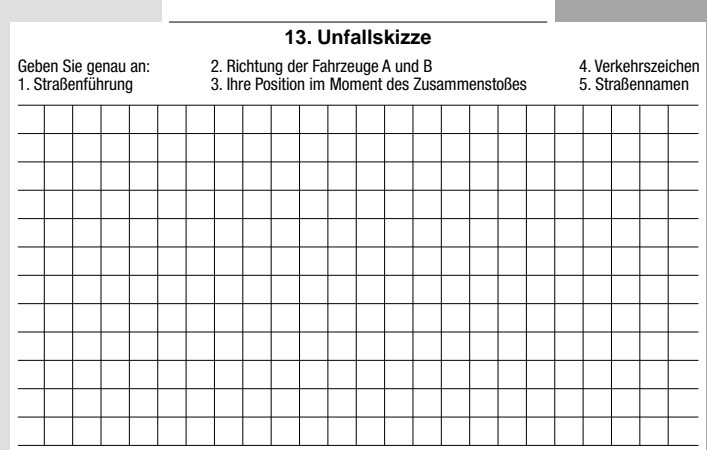 13. Unfallskizze
Geben Sie genau an:
1. Straßenführung
2. Richtung der Fahrzeuge A und B
3. Ihre Position im Moment des Zusammenstoßes
4. Verkehrszeichen
5. Straßennamen